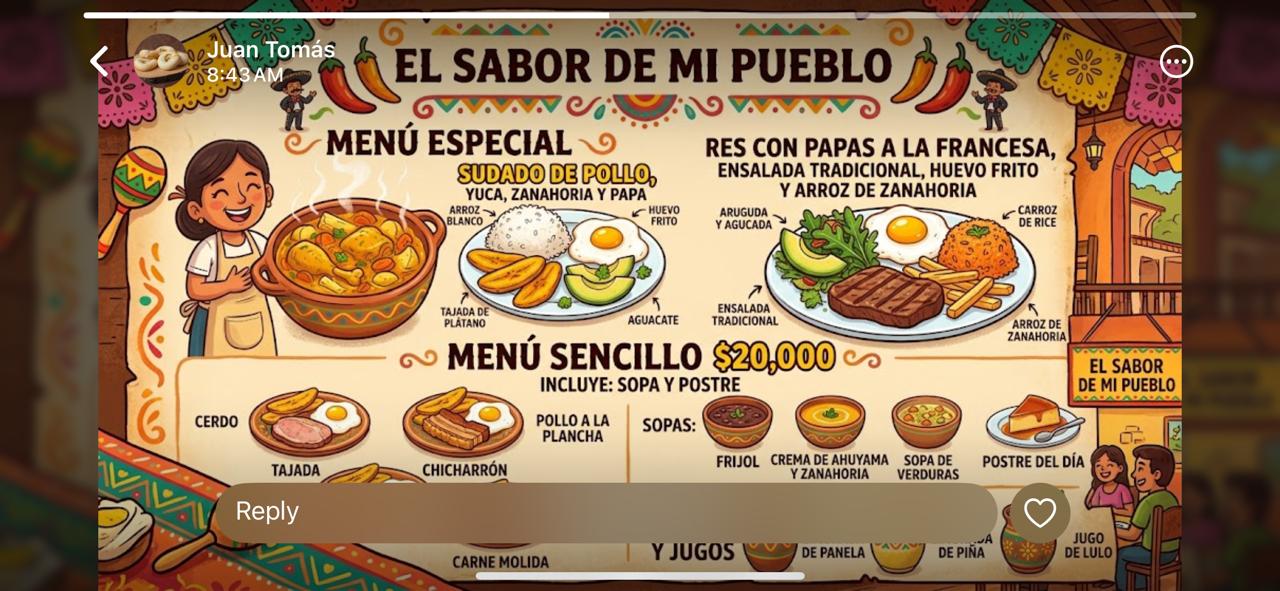 Juan Tomás
8:43 AM
EL SABOR DE MI PUEBLO
MENÚ ESPECIAL
SUDADO DE POLLO,
YUCA, ZANAHORIA Y PAPA
ARROZ
BLANCO
HUEVO
FRITO
TAJADA DE
PLÁTANO
AGUACATE
RES CON PAPAS A LA FRANCESA,
ENSALADA TRADICIONAL, HUEVO FRITO
Y ARROZ DE ZANAHORIA
ARUGUDA
Y AGUCADA
CARROZ
DE RICE
ENSALADA
TRADICIONAL
ARROZ DE
ZANAHORIA
EL SABOR
DE MI PUEBLO
MENÚ SENCILLO $20,000
INCLUYE: SOPA Y POSTRE
CERDO
TAJADA
CHICHARRÓN
POLLO A LA
PLANCHA
CARNE MOLIDA
SOPAS:
FRIJOL
CREMA DE AHUYAMA
Y ZANAHORIA
SOPA DE
VERDURAS
POSTRE DEL DÍA
Y JUGOS
DE PANELA
DE PIÑA
JUGO
DE LULO
Reply